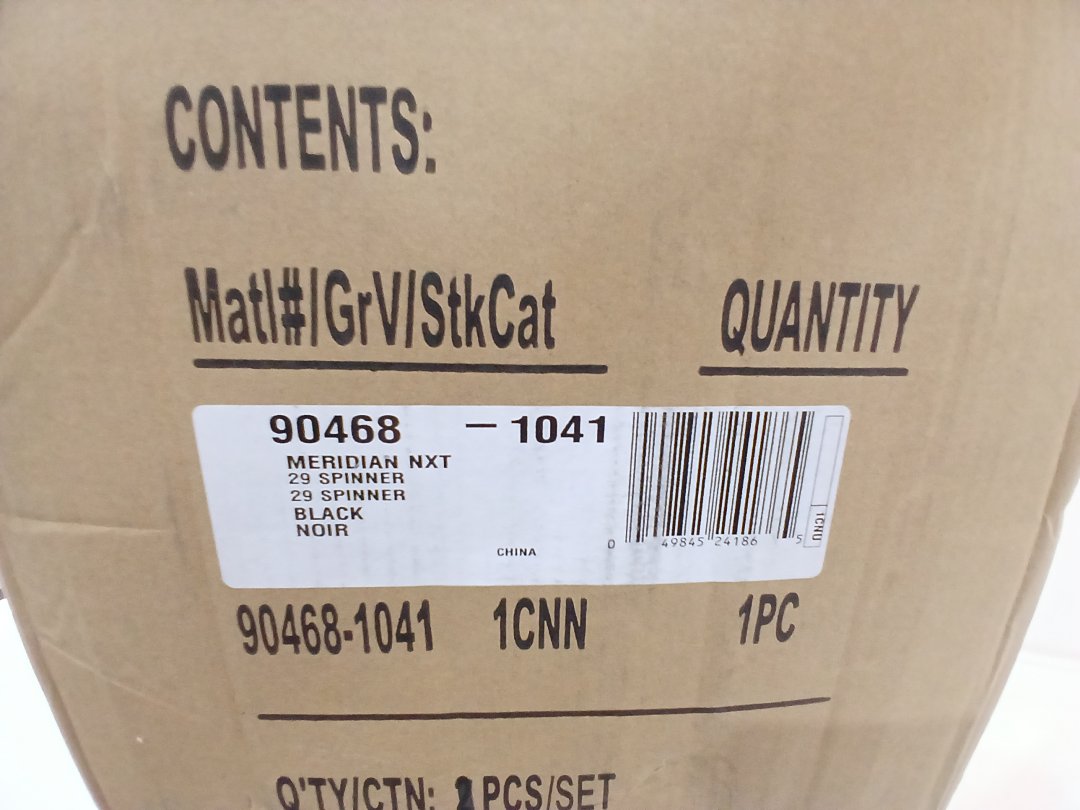 CONTENTS:
Matl#/GrV/StkCat QUANTITY
90468 - 1041
MERIDIAN NXT
29 SPINNER
29 SPINNER
BLACK
NOIR
CHINA
0 49845 24186 5
1CNU
90468-1041 1CNN 1PC
Q'TY/CTN: PCS/SET